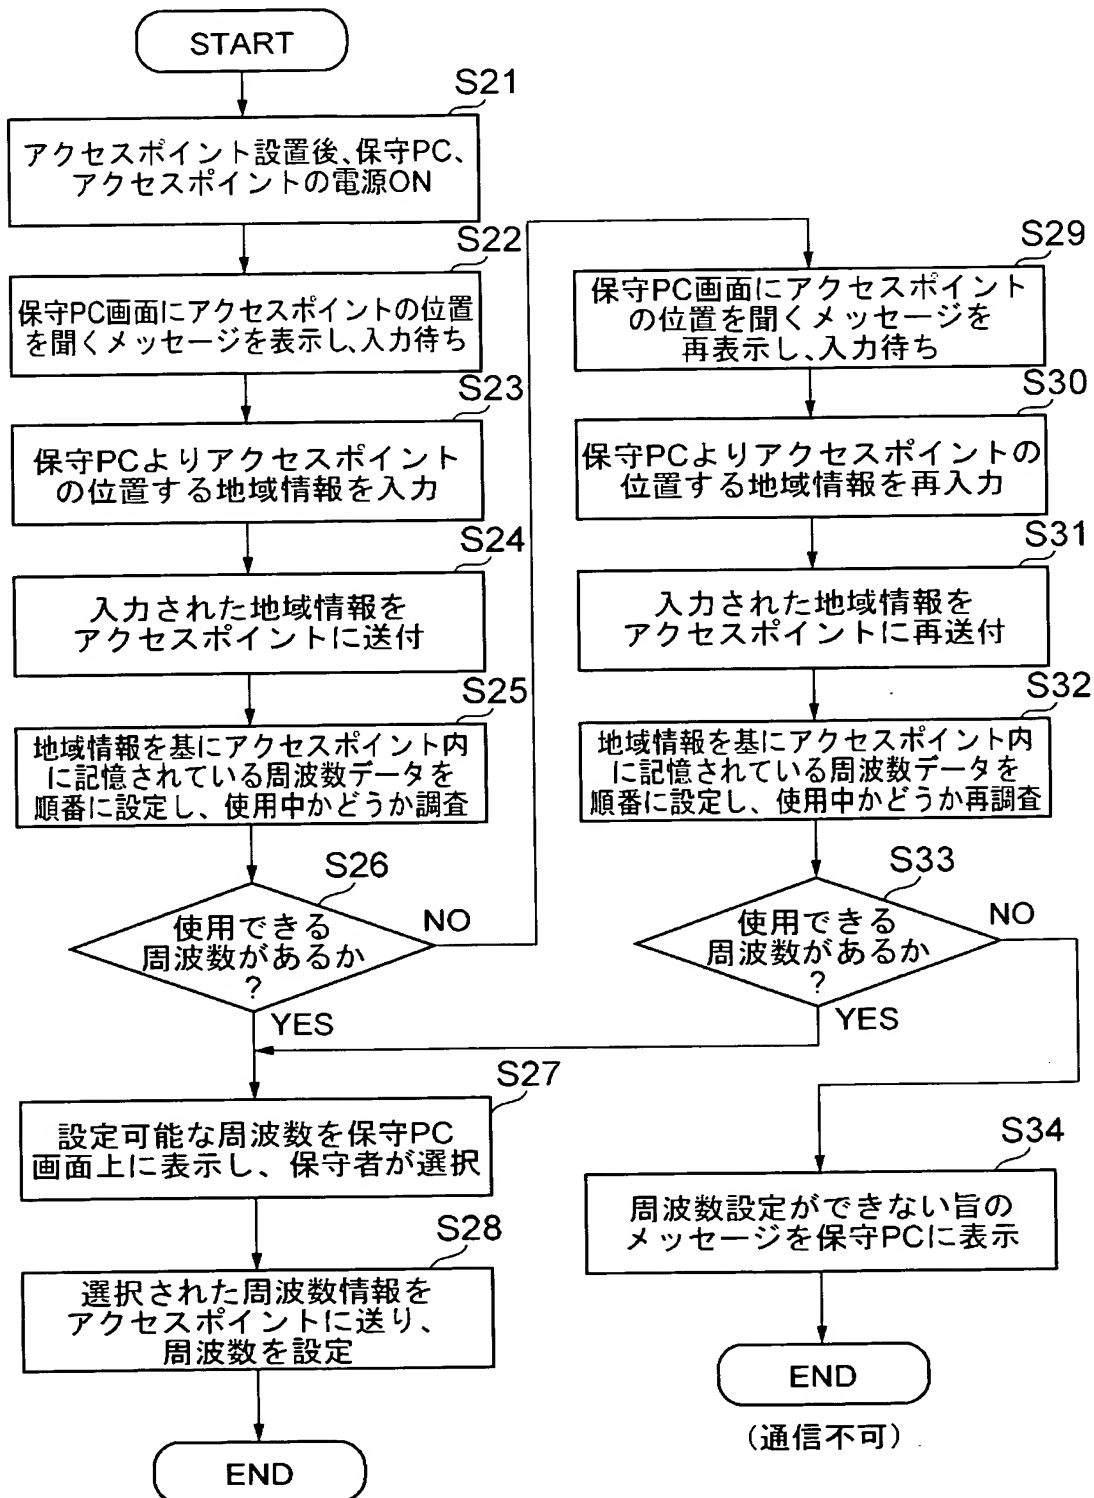 START
S21
アクセスポイント設置後、保守PC、
アクセスポイントの電源ON
S22
保守PC画面にアクセスポイントの位置
を聞くメッセージを表示し、入力待ち
S23
保守PCよりアクセスポイント
の位置する地域情報を入力
S24
入力された地域情報を
アクセスポイントに送付
S25
地域情報を基にアクセスポイント内
に記憶されている周波数データを
順番に設定し、使用中かどうか調査
S26
使用できる
周波数があるか
?
NO
YES
S27
設定可能な周波数を保守PC
画面上に表示し、保守者が選択
S28
選択された周波数情報を
アクセスポイントに送り、
周波数を設定
END
S29
保守PC画面にアクセスポイント
の位置を聞くメッセージを
再表示し、入力待ち
S30
保守PCよりアクセスポイントの
位置する地域情報を再入力
S31
入力された地域情報を
アクセスポイントに再送付
S32
地域情報を基にアクセスポイント内
に記憶されている周波数データを
順番に設定し、使用中かどうか再調査
S33
使用できる
周波数があるか
?
NO
YES
S34
周波数設定ができない旨の
メッセージを保守PCに表示
END
(通信不可)